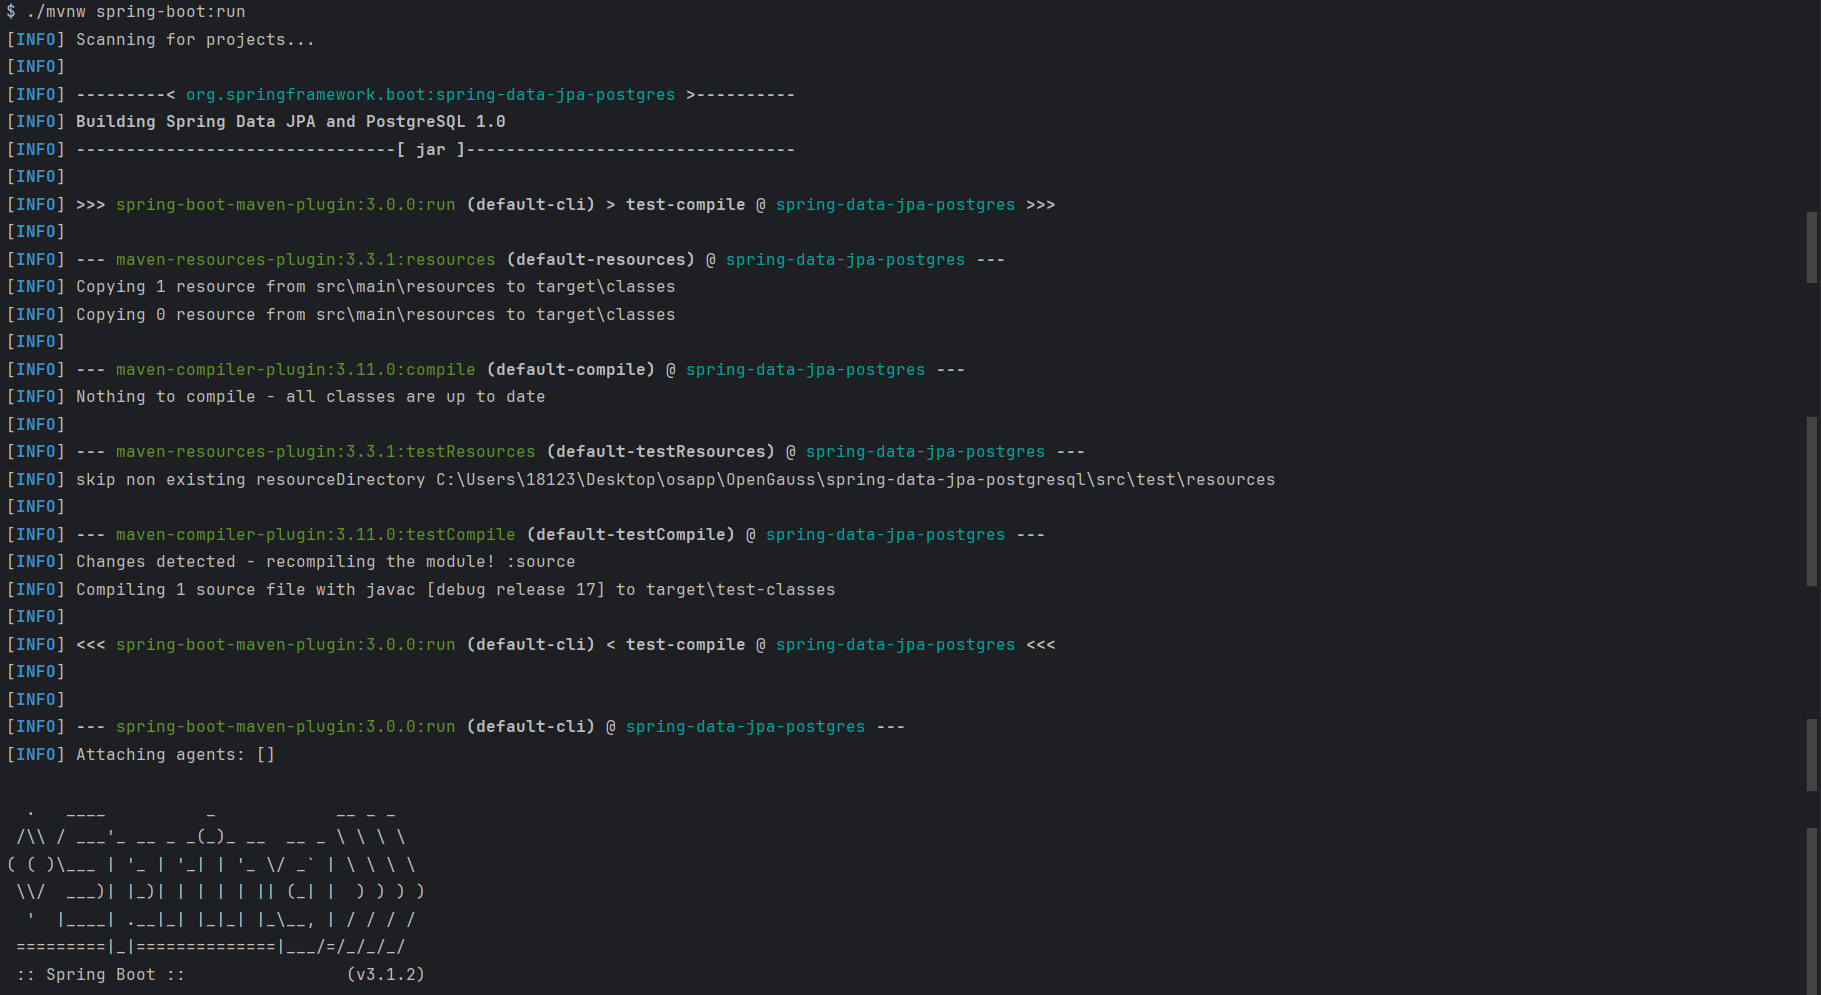 $ ./mvnw spring-boot:run
[INFO] Scanning for projects...
[INFO]
[INFO] ---------< org.springframework.boot:spring-data-jpa-postgres >----------
[INFO] Building Spring Data JPA and PostgreSQL 1.0
[INFO] --------------------------------[ jar ]---------------------------------
[INFO]
[INFO] >>> spring-boot-maven-plugin:3.0.0:run (default-cli) > test-compile @ spring-data-jpa-postgres >>>
[INFO]
[INFO] --- maven-resources-plugin:3.3.1:resources (default-resources) @ spring-data-jpa-postgres ---
[INFO] Copying 1 resource from src\main\resources to target\classes
[INFO] Copying 0 resource from src\main\resources to target\classes
[INFO]
[INFO] --- maven-compiler-plugin:3.11.0:compile (default-compile) @ spring-data-jpa-postgres ---
[INFO] Nothing to compile - all classes are up to date
[INFO]
[INFO] --- maven-resources-plugin:3.3.1:testResources (default-testResources) @ spring-data-jpa-postgres ---
[INFO] skip non existing resourceDirectory C:\Users\18123\Desktop\osapp\OpenGauss\spring-data-jpa-postgresql\src\test\resources
[INFO]
[INFO] --- maven-compiler-plugin:3.11.0:testCompile (default-testCompile) @ spring-data-jpa-postgres ---
[INFO] Changes detected - recompiling the module! :source
[INFO] Compiling 1 source file with javac [debug release 17] to target\test-classes
[INFO]
[INFO] <<< spring-boot-maven-plugin:3.0.0:run (default-cli) < test-compile @ spring-data-jpa-postgres <<<
[INFO]
[INFO]
[INFO] --- spring-boot-maven-plugin:3.0.0:run (default-cli) @ spring-data-jpa-postgres ---
[INFO] Attaching agents: []

  .   ____          _            __ _ _
 /\\ / ___'_ __ _ _(_)_ __  __ _ \ \ \ \
( ( )\___ | '_ | '_| | '_ \/ _` | \ \ \ \
 \\/  ___)| |_)| | | | | || (_| |  ) ) ) )
  '  |____| .__|_| |_|_| |_\__, | / / / /
 =========|_|==============|___/=/_/_/_/
 :: Spring Boot ::                (v3.1.2)